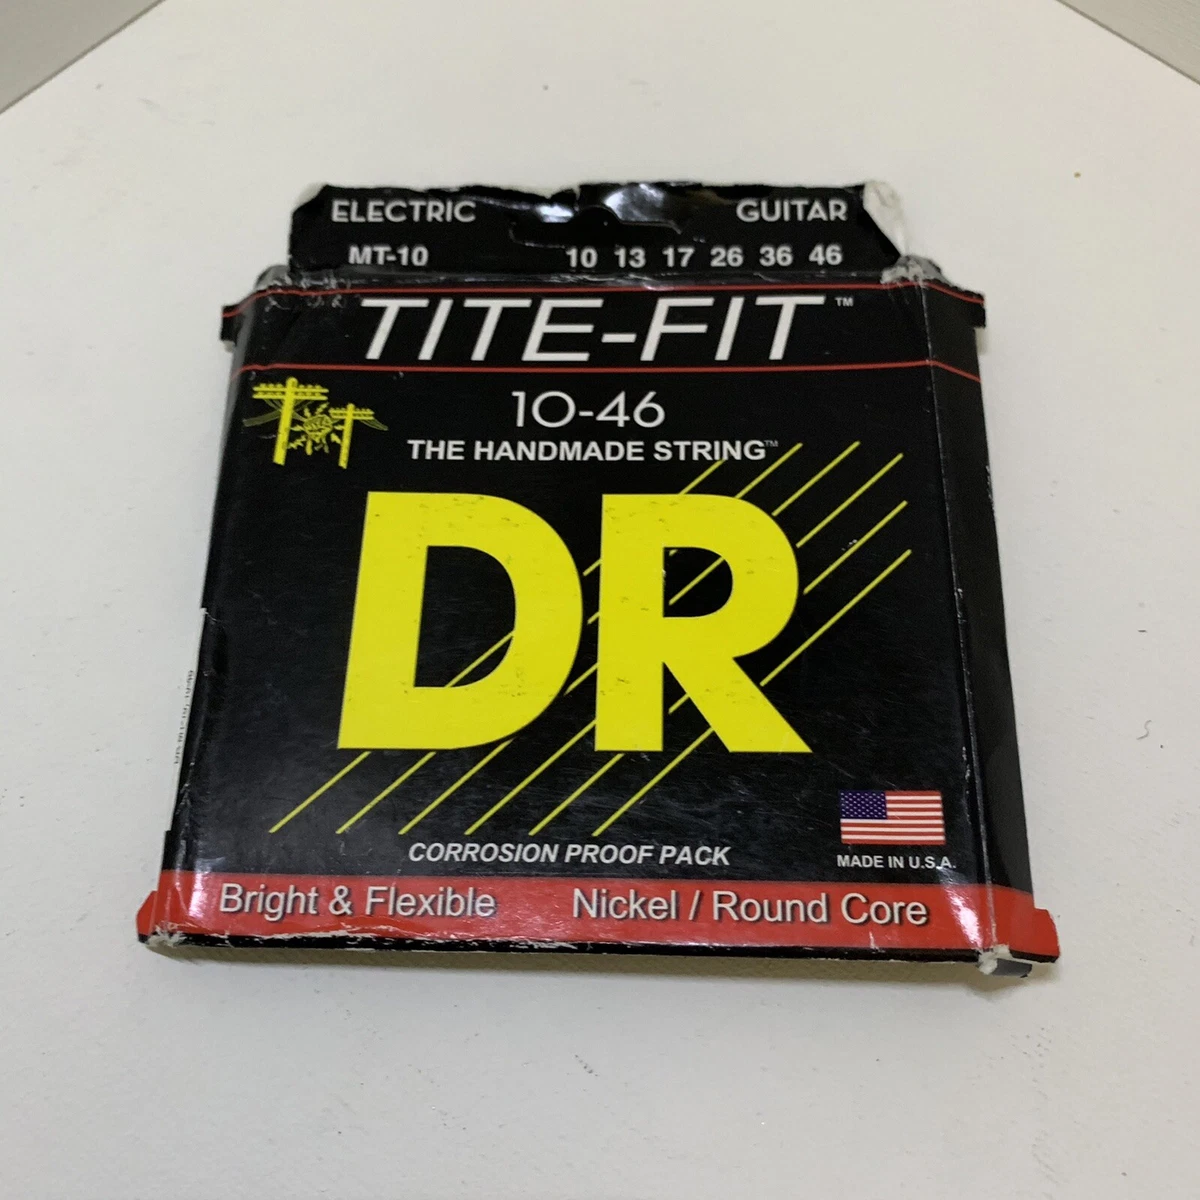 ELECTRIC GUITAR
MT-10 10 13 17 26 36 46
TITE-FIT™
10-46
THE HANDMADE STRING™
DR
CORROSION PROOF PACK
MADE IN U.S.A.
Bright & Flexible Nickel / Round Core